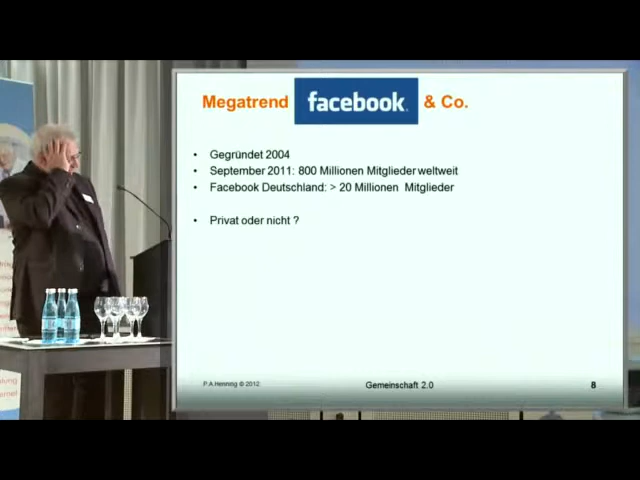 Megatrend facebook & Co.
• Gegründet 2004
• September 2011: 800 Millionen Mitglieder weltweit
• Facebook Deutschland: > 20 Millionen Mitglieder
• Privat oder nicht ?
P.A.Henning © 2012 Gemeinschaft 2.0 8